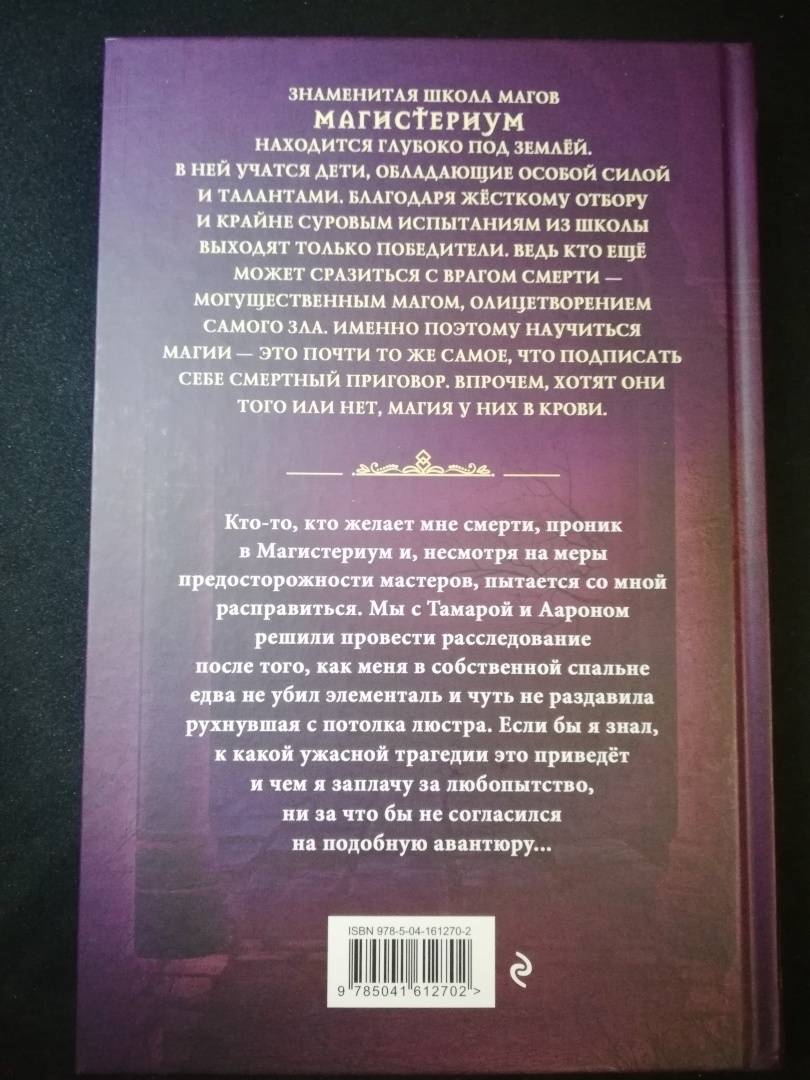 ЗНАМЕНИТАЯ ШКОЛА МАГОВ
МАГИСТЕРИУМ
НАХОДИТСЯ ГЛУБОКО ПОД ЗЕМЛЁЙ.
В НЕЙ УЧАТСЯ ДЕТИ, ОБЛАДАЮЩИЕ ОСОБОЙ СИЛОЙ
И ТАЛАНТАМИ. БЛАГОДАРЯ ЖЁСТКОМУ ОТБОРУ
И КРАЙНЕ СУРОВЫМ ИСПЫТАНИЯМ ИЗ ШКОЛЫ
ВЫХОДЯТ ТОЛЬКО ПОБЕДИТЕЛИ. ВЕДЬ КТО ЕЩЁ
МОЖЕТ СРАЗИТЬСЯ С ВРАГОМ СМЕРТИ —
МОГУЩЕСТВЕННЫМ МАГОМ, ОЛИЦЕТВОРЕНИЕМ
САМОГО ЗЛА. ИМЕННО ПОЭТОМУ НАУЧИТЬСЯ
МАГИИ — ЭТО ПОЧТИ ТО ЖЕ САМОЕ, ЧТО ПОДПИСАТЬ
СЕБЕ СМЕРТНЫЙ ПРИГОВОР. ВПРОЧЕМ, ХОТЯТ ОНИ
ТОГО ИЛИ НЕТ, МАГИЯ У НИХ В КРОВИ.
Кто-то, кто желает мне смерти, проник
в Магистериум и, несмотря на меры
предосторожности мастеров, пытается со мной
расправиться. Мы с Тамарой и Аароном
решили провести расследование
после того, как меня в собственной спальне
едва не убил элементаль и чуть не раздавила
рухнувшая с потолка люстра. Если бы я знал,
к какой ужасной трагедии это приведёт
и чем я заплачу за любопытство,
ни за что бы не согласился
на подобную авантюру...
ISBN 978-5-04-161270-2
9 785041 612702 >